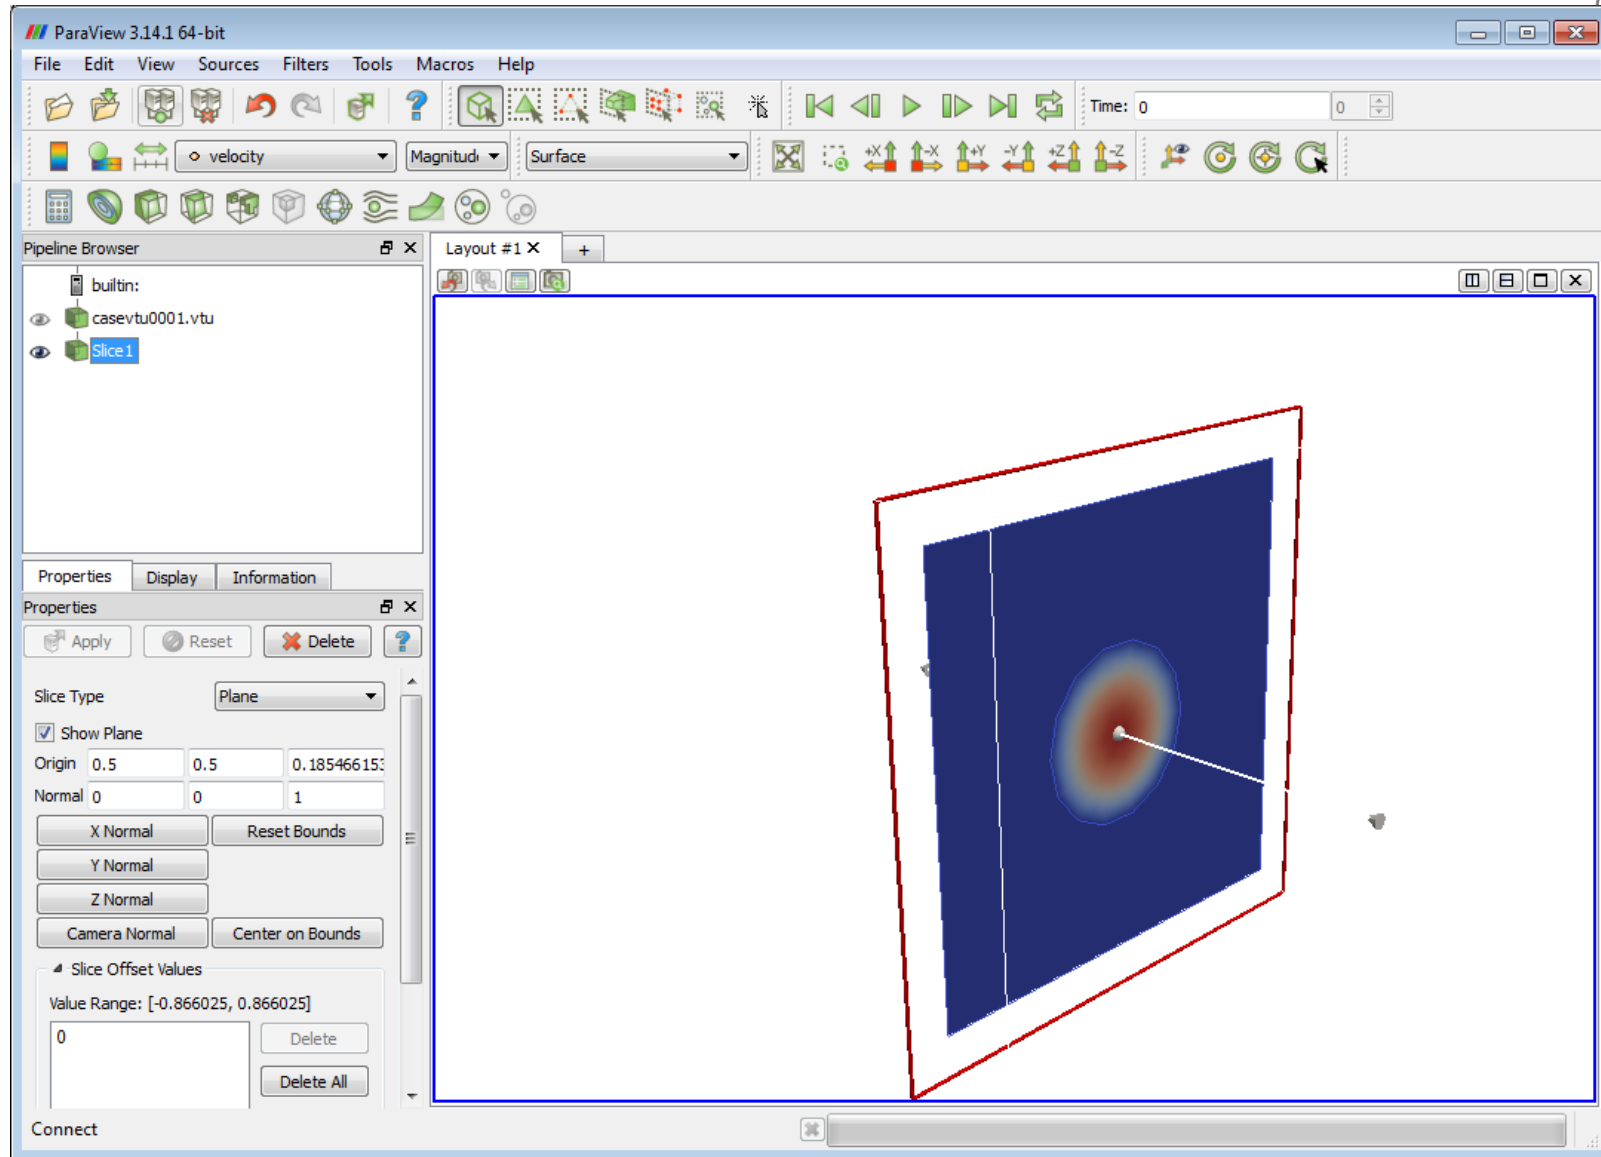 ParaView 3.14.1 64-bit
File Edit View Sources Filters Tools Macros Help
Time: 0 0
velocity Magnitud Surface
+X -X +Y -Y +Z -Z
Pipeline Browser
Layout #1 +
builtin:
casevtu0001.vtu
Slice1
Properties Display Information
Properties
Apply Reset Delete ?
Slice Type Plane
Show Plane
Origin 0.5 0.5 0.185466153
Normal 0 0 1
X Normal Reset Bounds
Y Normal
Z Normal
Camera Normal Center on Bounds
Slice Offset Values
Value Range: [-0.866025, 0.866025]
0 Delete
Delete All
Connect